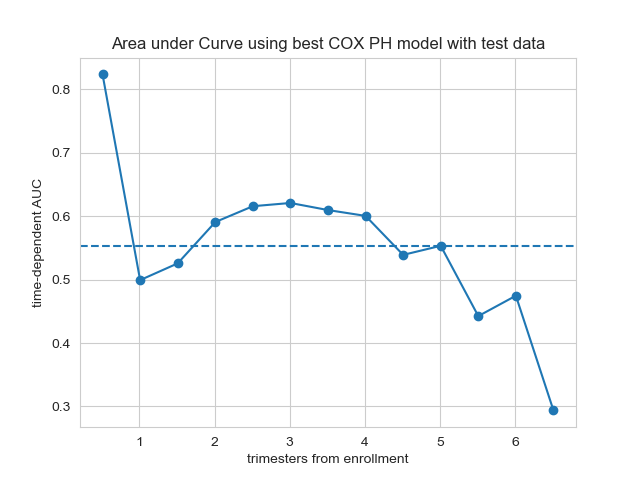 Area under Curve using best COX PH model with test data
time-dependent AUC
0.8
0.7
0.6
0.5
0.4
0.3
1 2 3 4 5 6
trimesters from enrollment